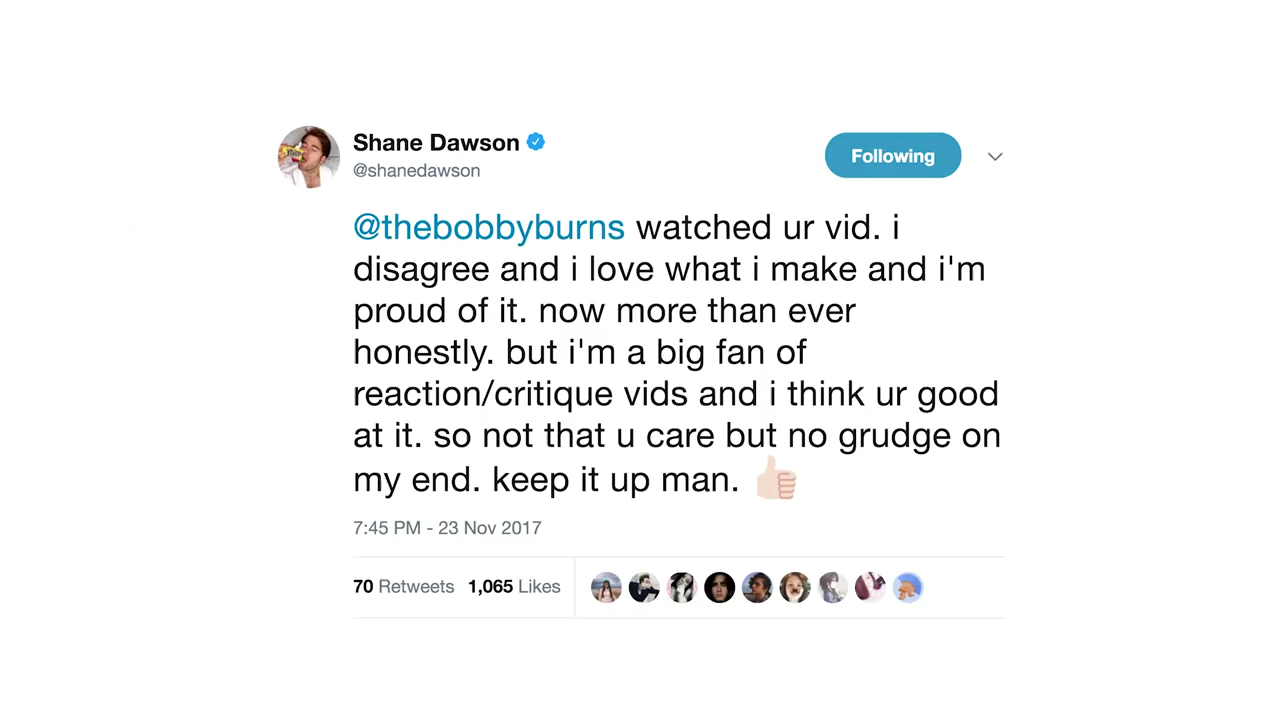 Shane Dawson
@shanedawson
Following
@thebobbyburns watched ur vid. i
disagree and i love what i make and i'm
proud of it. now more than ever
honestly. but i'm a big fan of
reaction/critique vids and i think ur good
at it. so not that u care but no grudge on
my end. keep it up man. 👍🏻
7:45 PM - 23 Nov 2017
70 Retweets 1,065 Likes